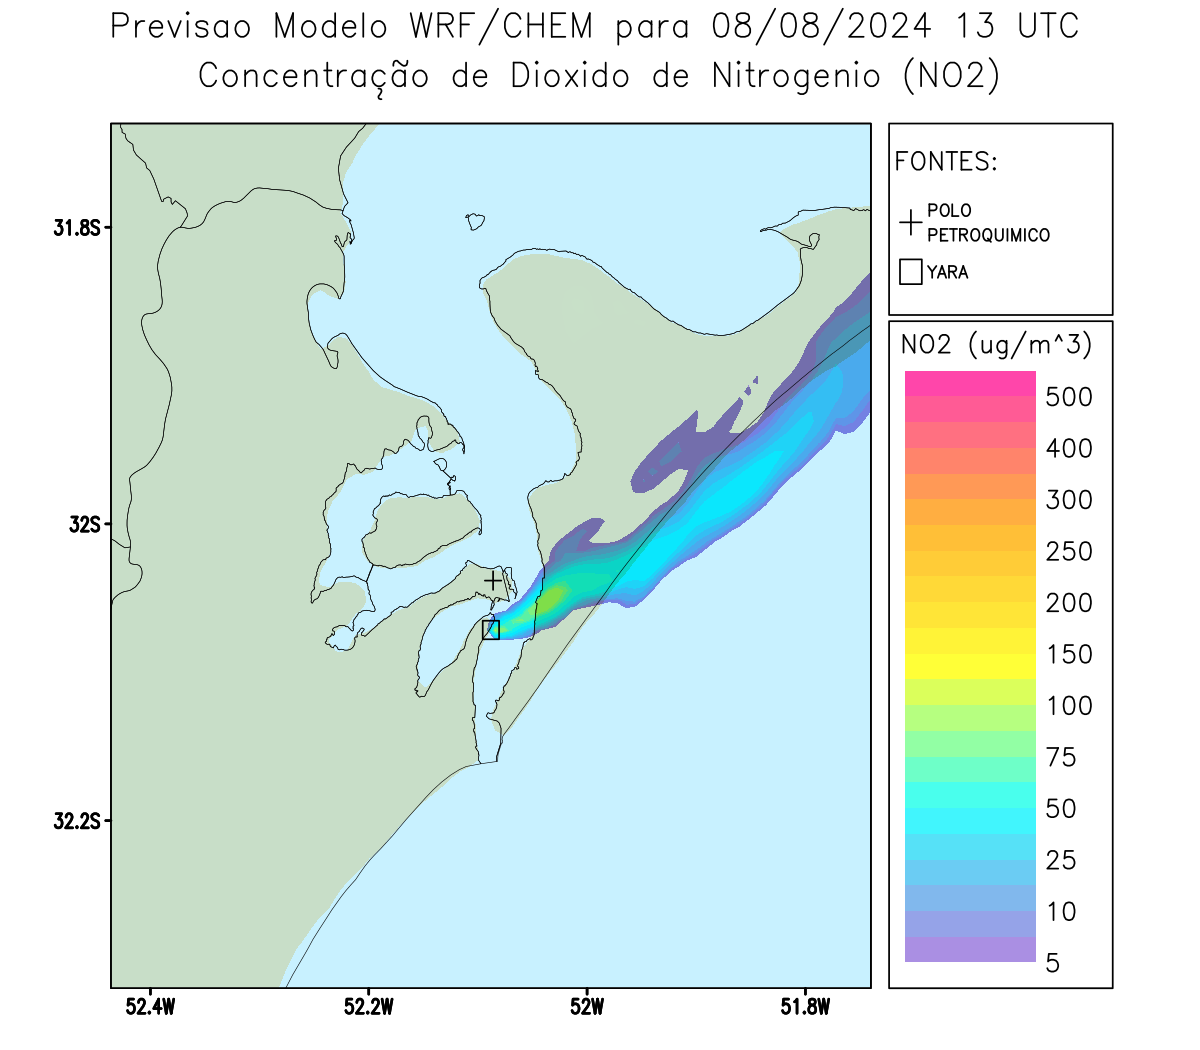 Previsao Modelo WRF/CHEM para 08/08/2024 13 UTC
Concentração de Dioxido de Nitrogenio (NO2)
FONTES:
POLO
PETROQUIMICO
YARA
NO2 (ug/m^3)
500
400
300
250
200
150
100
75
50
25
10
5
31.8S
32S
32.2S
52.4W
52.2W
52W
51.8W